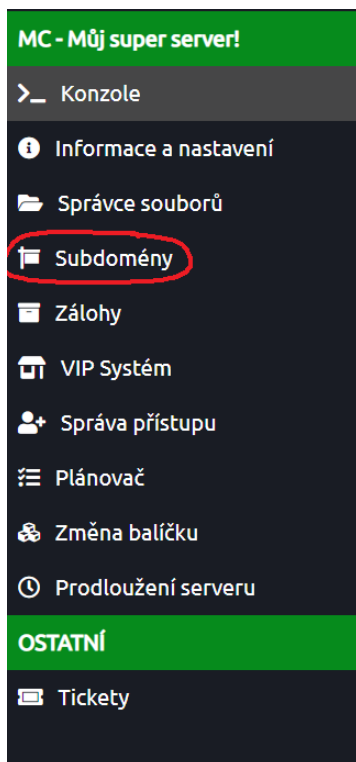 MC - Můj super server!
Konzole
Informace a nastavení
Správce souborů
Subdomény
Zálohy
VIP Systém
Správa přístupu
Plánovač
Změna balíčku
Prodloužení serveru
OSTATNÍ
Tickety